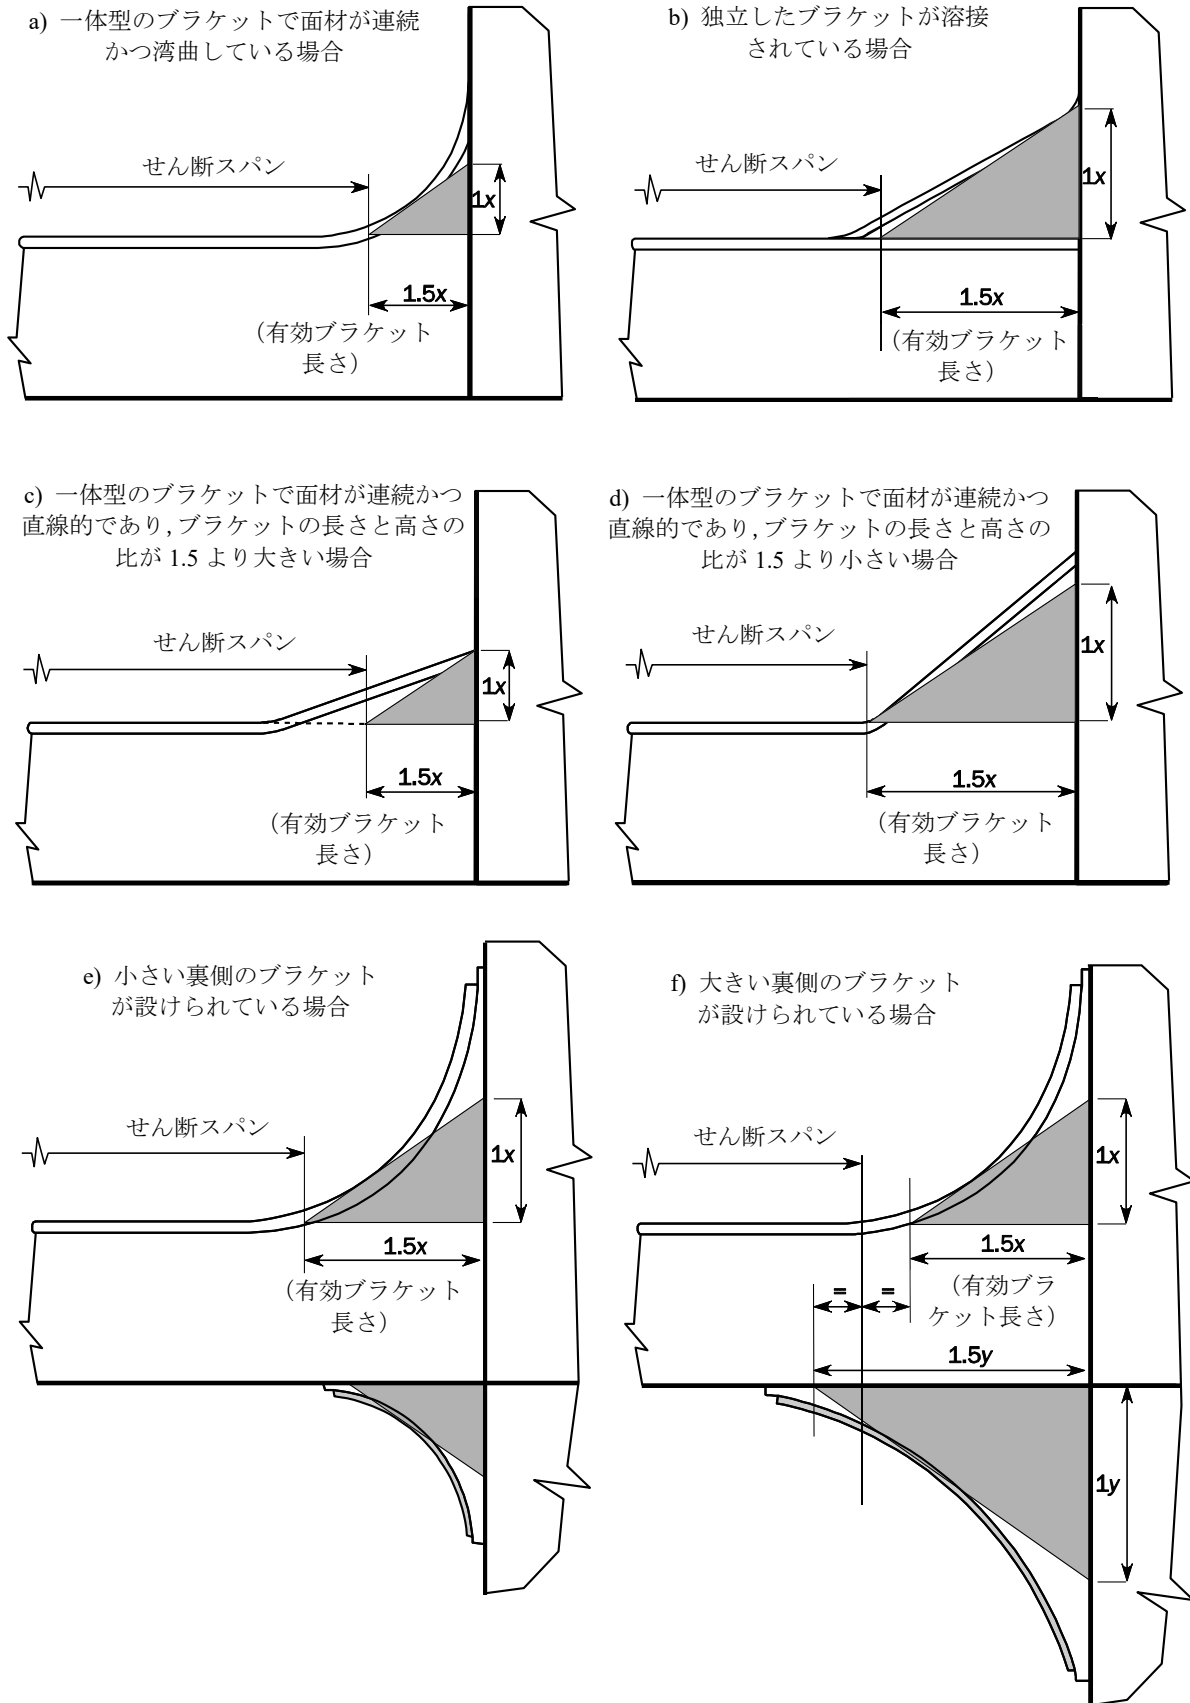 a) 一体型のブラケットで面材が連続
かつ湾曲している場合
せん断スパン
1x
1.5x
(有効ブラケット
長さ)
b) 独立したブラケットが溶接
されている場合
せん断スパン
1x
1.5x
(有効ブラケット
長さ)
c) 一体型のブラケットで面材が連続かつ
直線的であり,ブラケットの長さと高さの
比が 1.5 より大きい場合
せん断スパン
1x
1.5x
(有効ブラケット
長さ)
d) 一体型のブラケットで面材が連続かつ
直線的であり,ブラケットの長さと高さの
比が 1.5 より小さい場合
せん断スパン
1x
1.5x
(有効ブラケット
長さ)
e) 小さい裏側のブラケット
が設けられている場合
せん断スパン
1x
1.5x
(有効ブラケット
長さ)
f) 大きい裏側のブラケット
が設けられている場合
せん断スパン
1x
1.5x
(有効ブラ
ケット長さ)
= =
1.5y
1y